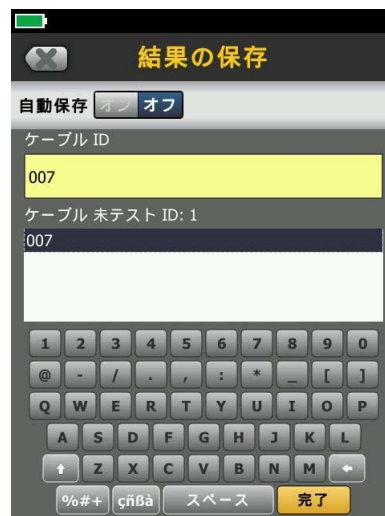 結果の保存
自動保存 オン オフ
ケーブル ID
007
ケーブル 未テスト ID: 1
007
1 2 3 4 5 6 7 8 9 0
@ - / . , : * _ [ ]
Q W E R T Y U I O P
A S D F G H J K L
Z X C V B N M
%#+ çñßà スペース 完了